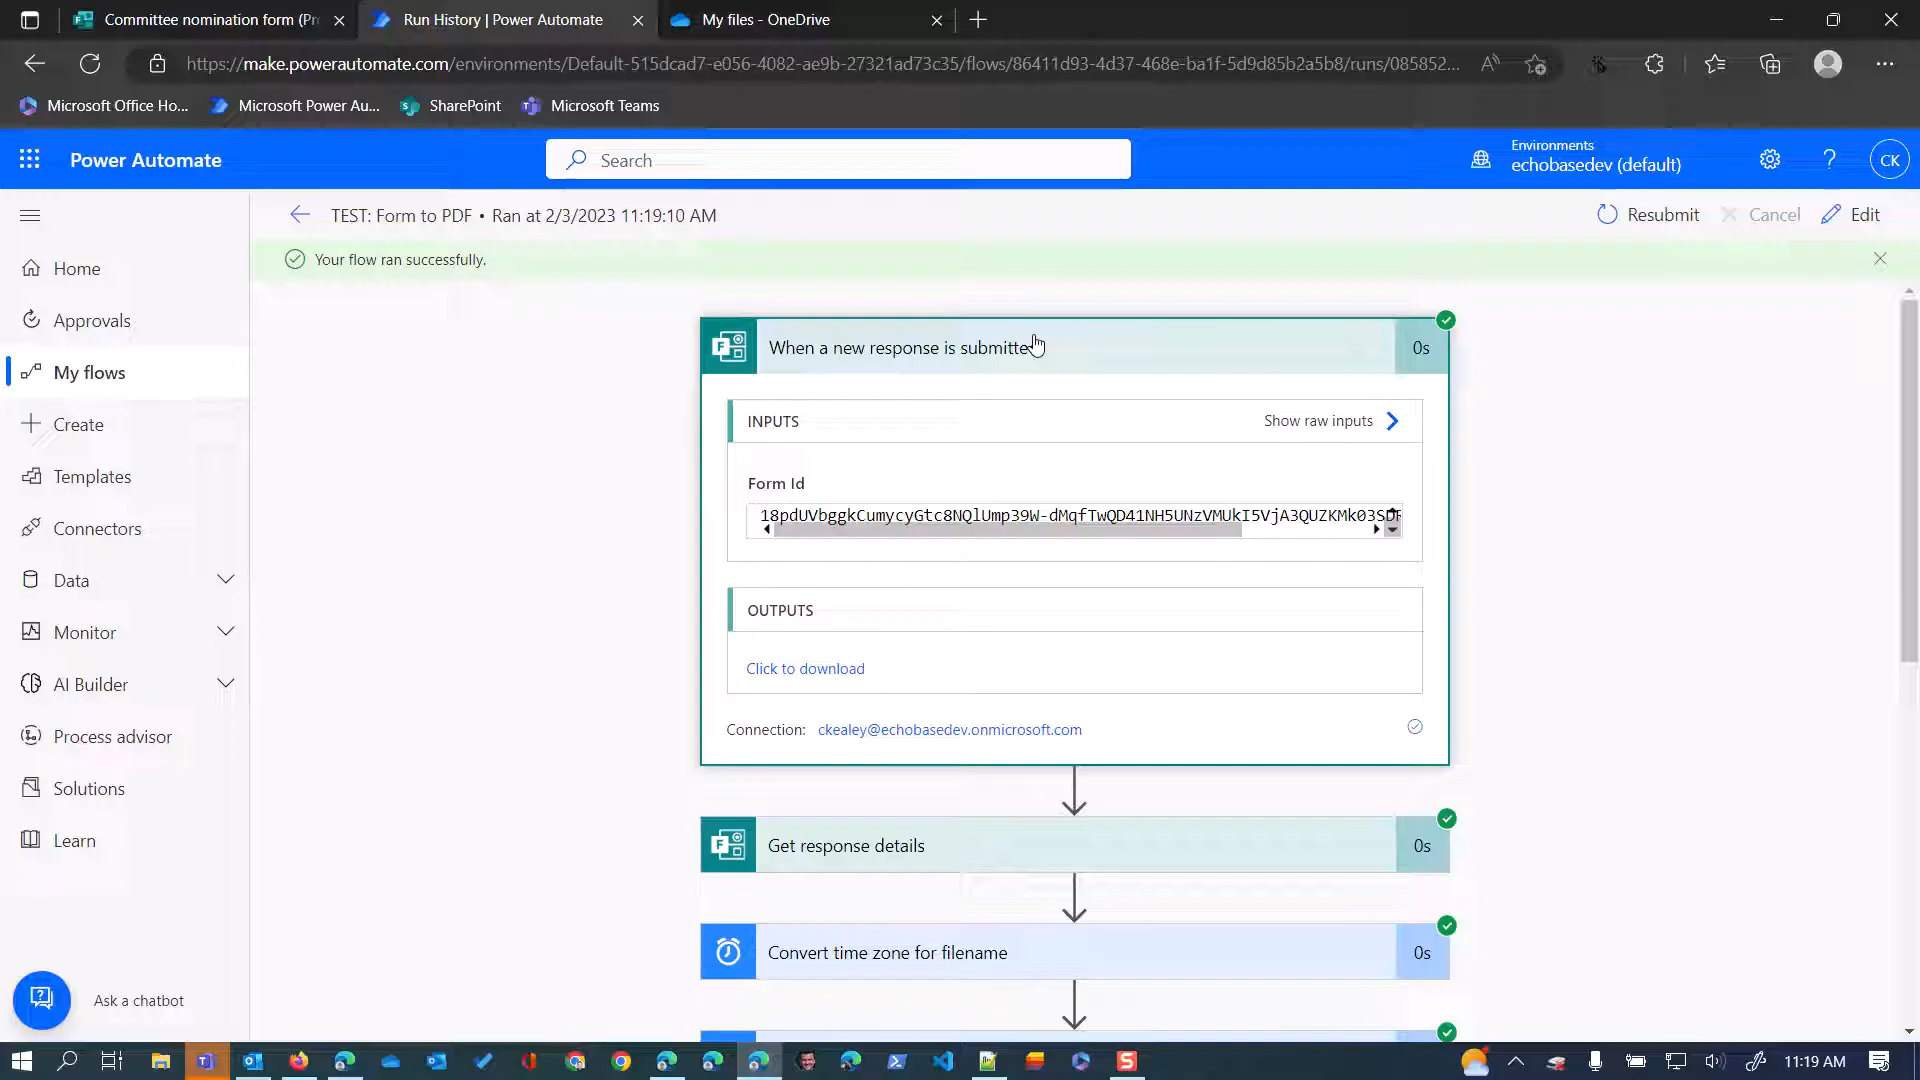 Committee nomination form (Pr
Run History | Power Automate
My files - OneDrive
https://make.powerautomate.com/environments/Default-515dcad7-e056-4082-ae9b-27321ad73c35/flows/86411d93-4d37-468e-ba1f-5d9d85b2a5b8/runs/085852...
Microsoft Office Ho...
Microsoft Power Au...
SharePoint
Microsoft Teams
Power Automate
Search
Environments
echobasedev (default)
?
CK
TEST: Form to PDF • Ran at 2/3/2023 11:19:10 AM
Resubmit
Cancel
Edit
Your flow ran successfully.
Home
Approvals
My flows
Create
Templates
Connectors
Data
Monitor
AI Builder
Process advisor
Solutions
Learn
Ask a chatbot
When a new response is submitte
0s
INPUTS
Show raw inputs
Form Id
18pdUVbggkCumycyGtc8NQlUmp39W-dMqfTwQD41NH5UNzVMUkI5VjA3QUZKMk03SDF
OUTPUTS
Click to download
Connection: ckealey@echobasedev.onmicrosoft.com
Get response details
0s
Convert time zone for filename
0s
11:19 AM